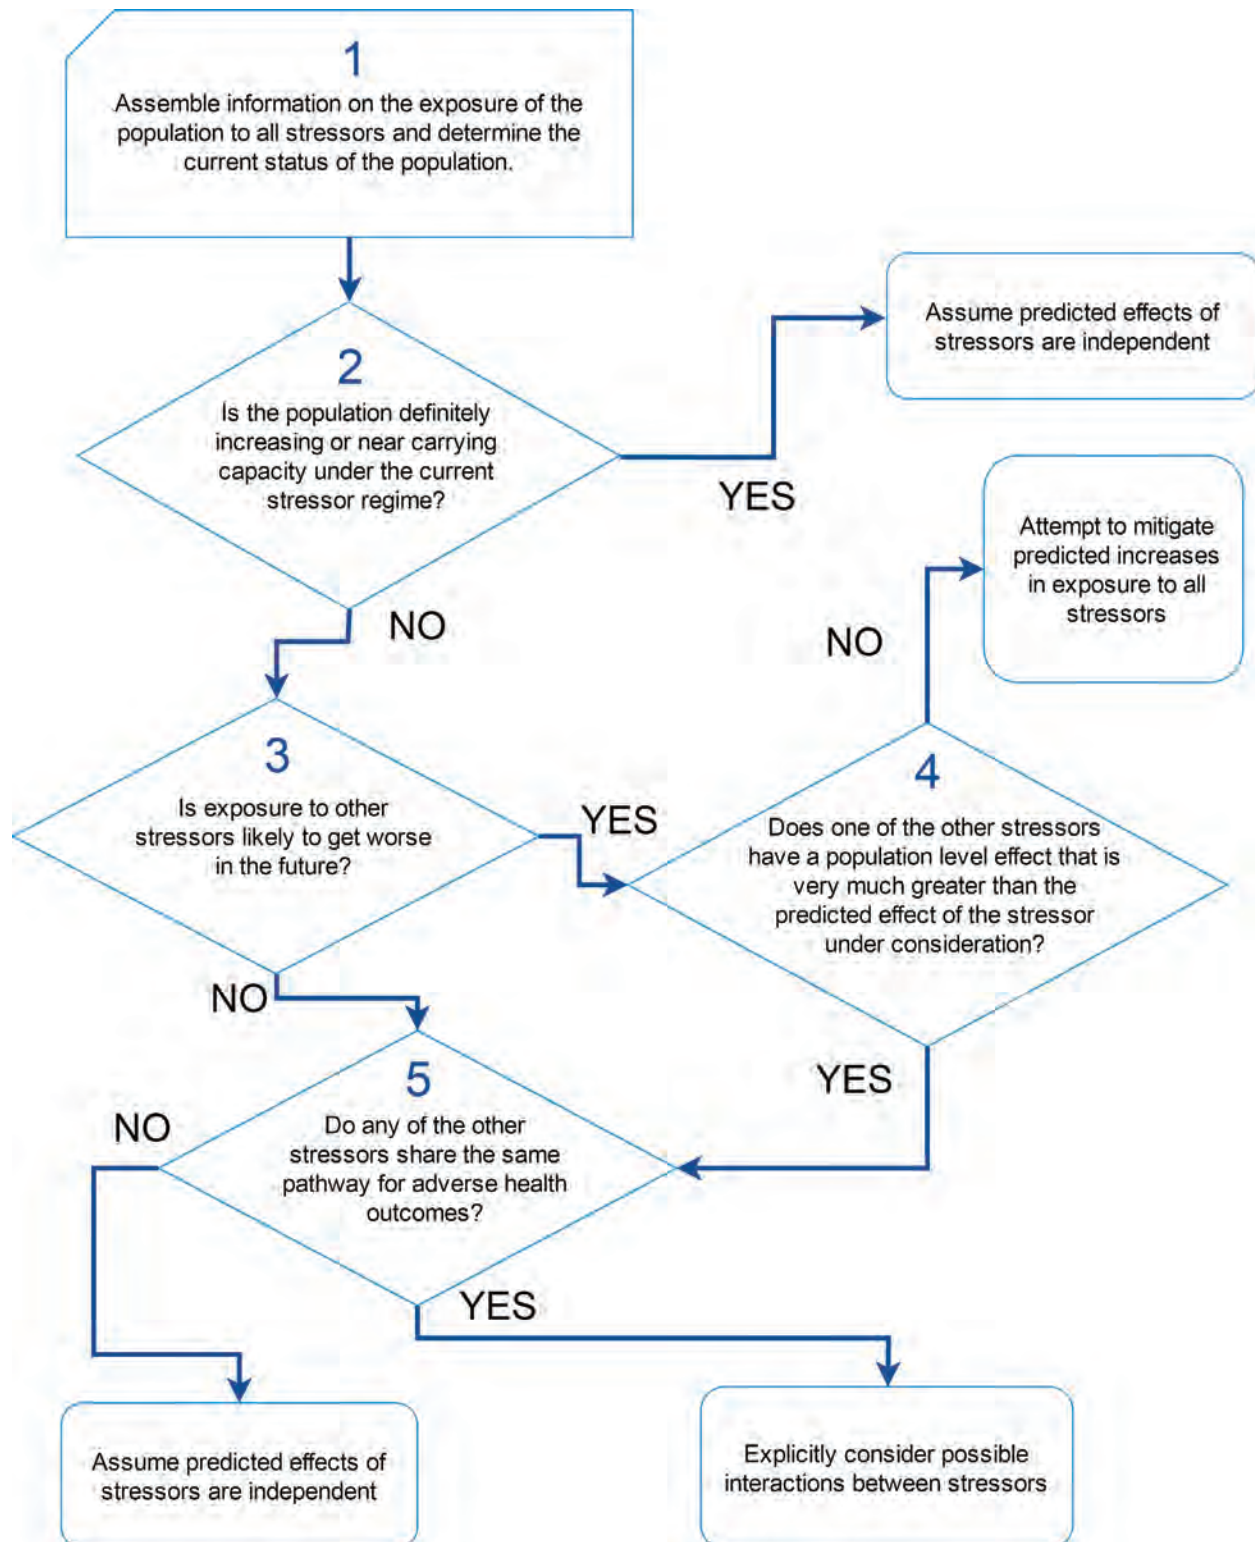 1
Assemble information on the exposure of the
population to all stressors and determine the
current status of the population.
2
Is the population definitely
increasing or near carrying
capacity under the current
stressor regime?
YES
Assume predicted effects of
stressors are independent
NO
Attempt to mitigate
predicted increases
in exposure to all
stressors
NO
3
Is exposure to other
stressors likely to get worse
in the future?
YES
4
Does one of the other stressors
have a population level effect that is
very much greater than the
predicted effect of the stressor
under consideration?
NO
YES
5
Do any of the other
stressors share the same
pathway for adverse health
outcomes?
NO
YES
Assume predicted effects of
stressors are independent
Explicitly consider possible
interactions between stressors